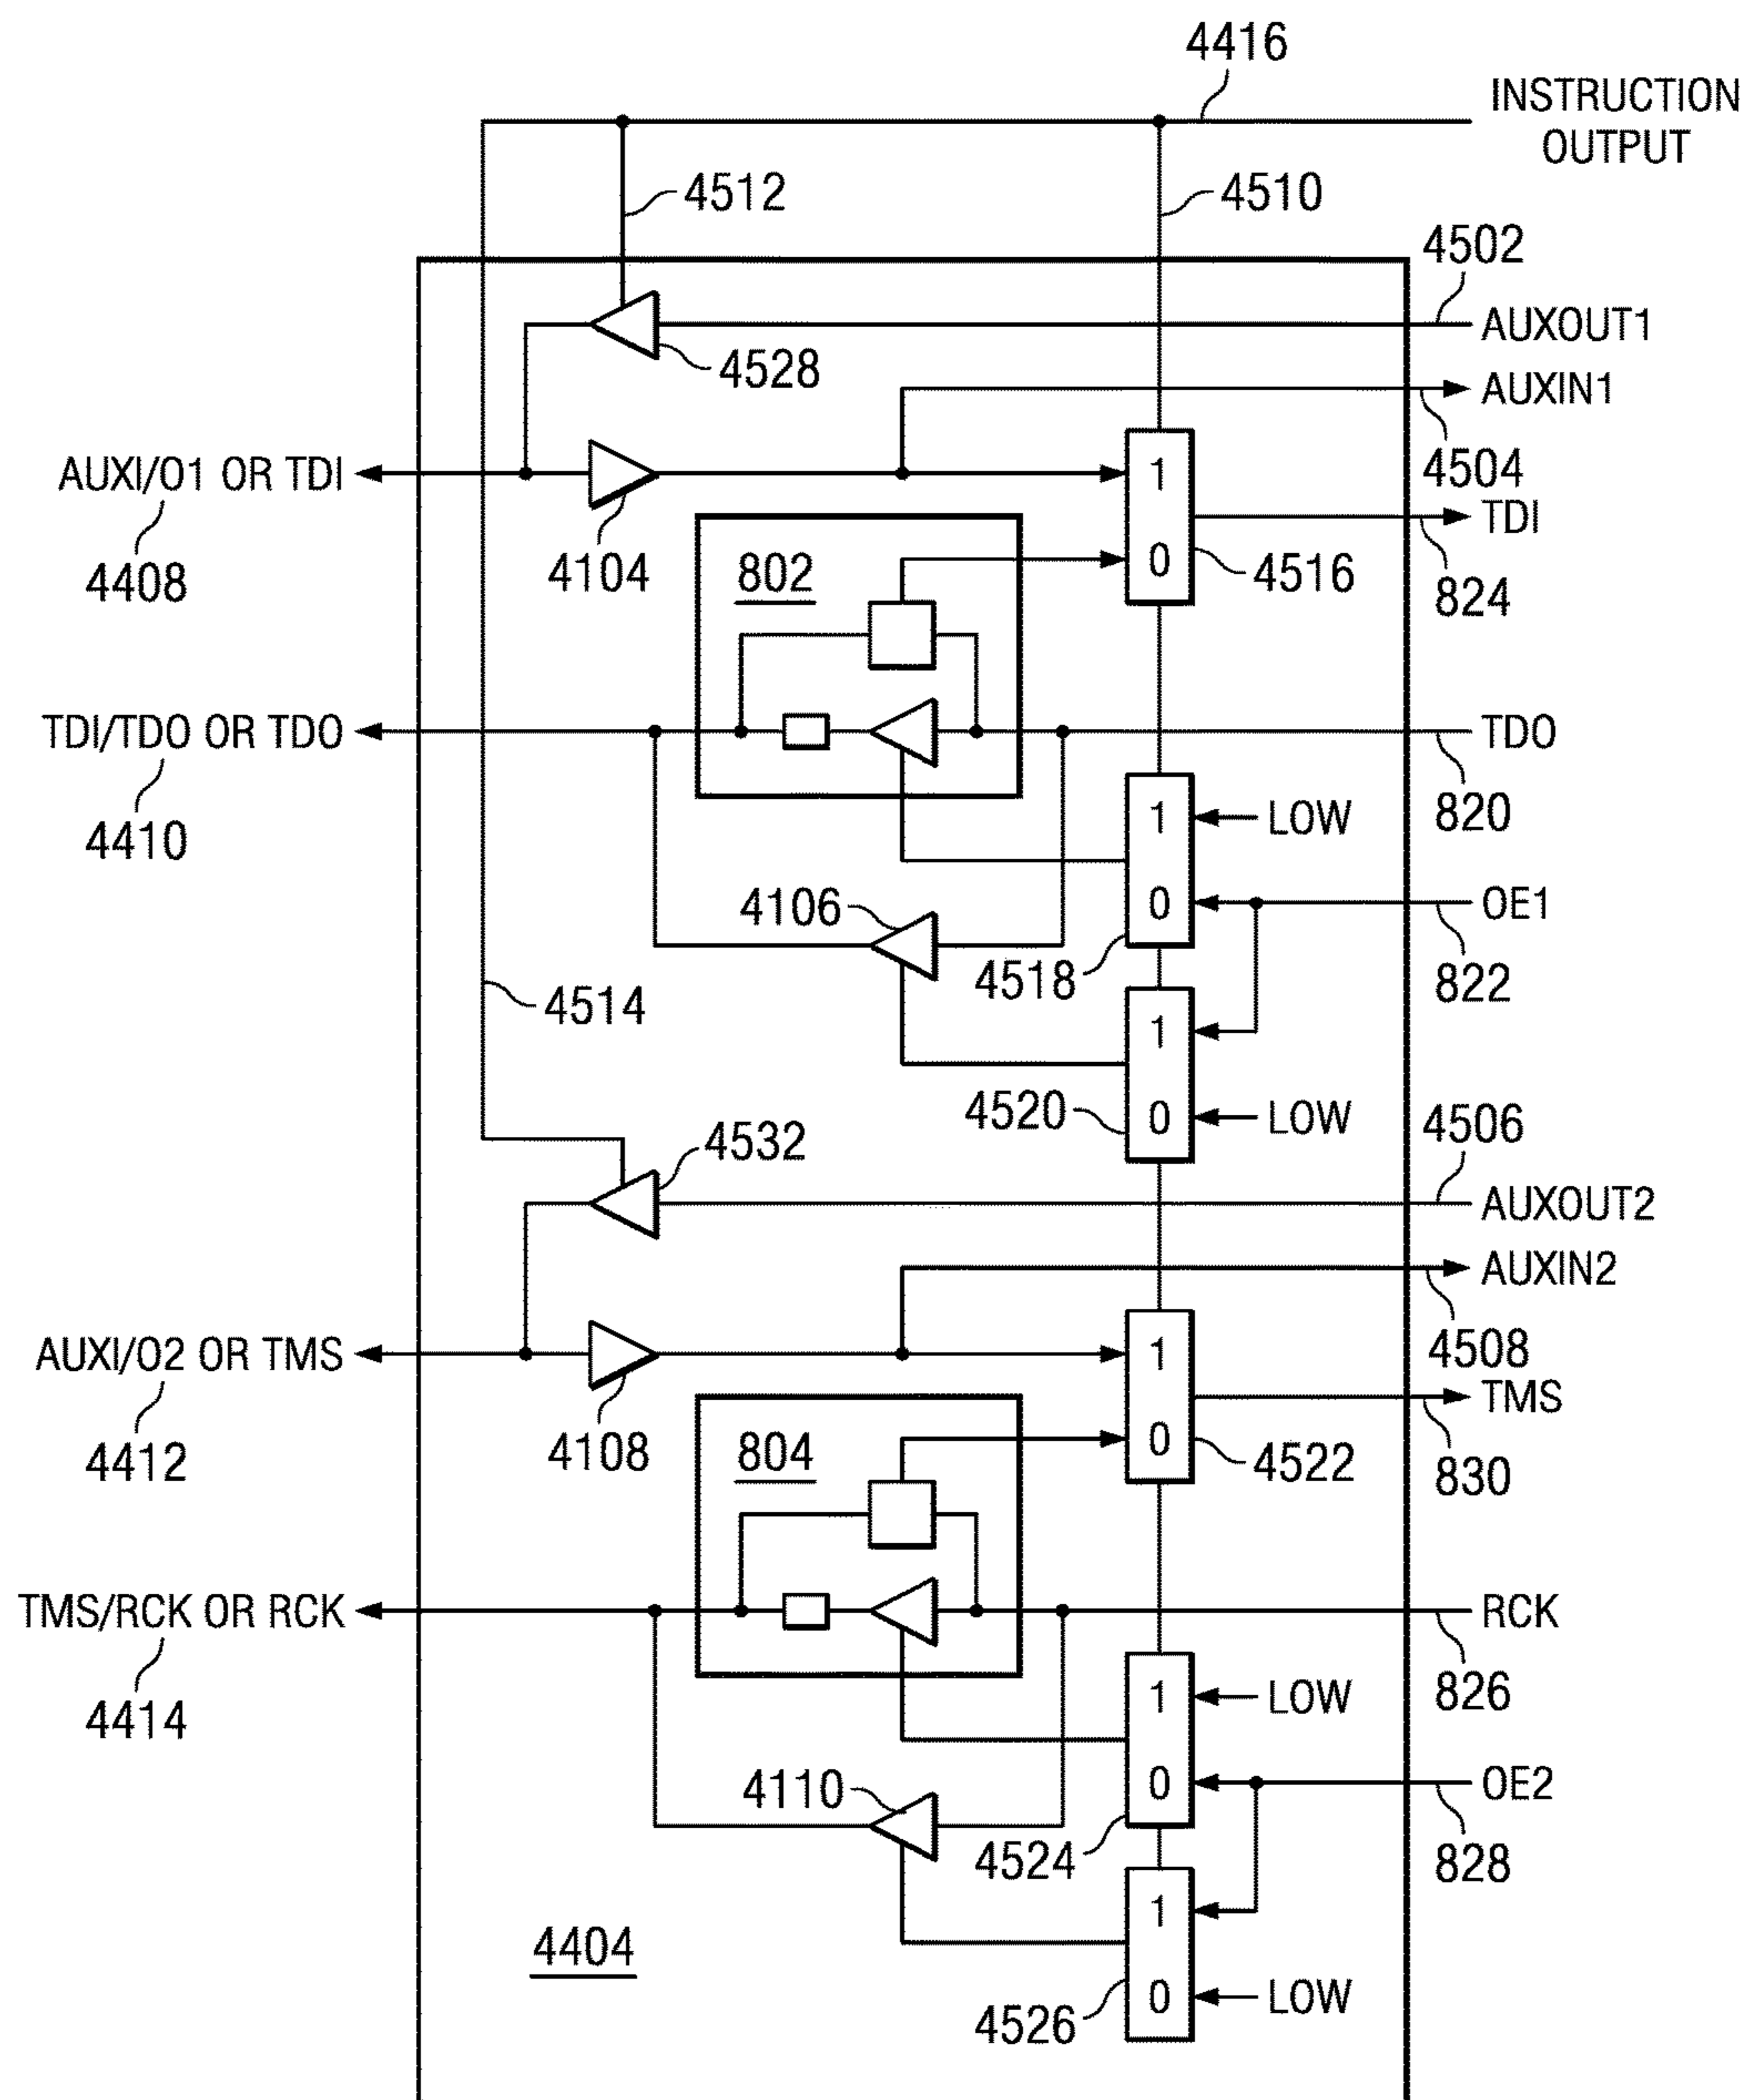 4416
INSTRUCTION
OUTPUT
4512
4510
4502
AUXOUT1
4528
AUXIN1
4504
AUXI/O1 OR TDI
4408
4104
1
0
TDI
824
4516
802
TDI/TDO OR TDO
4410
TDO
820
1
0
LOW
4106
OE1
822
4518
4514
1
0
4520
LOW
4506
4532
AUXOUT2
AUXIN2
4508
AUXI/O2 OR TMS
4412
4108
1
0
TMS
830
4522
804
TMS/RCK OR RCK
4414
RCK
826
1
0
LOW
4110
OE2
828
4524
1
0
4404
4526
LOW